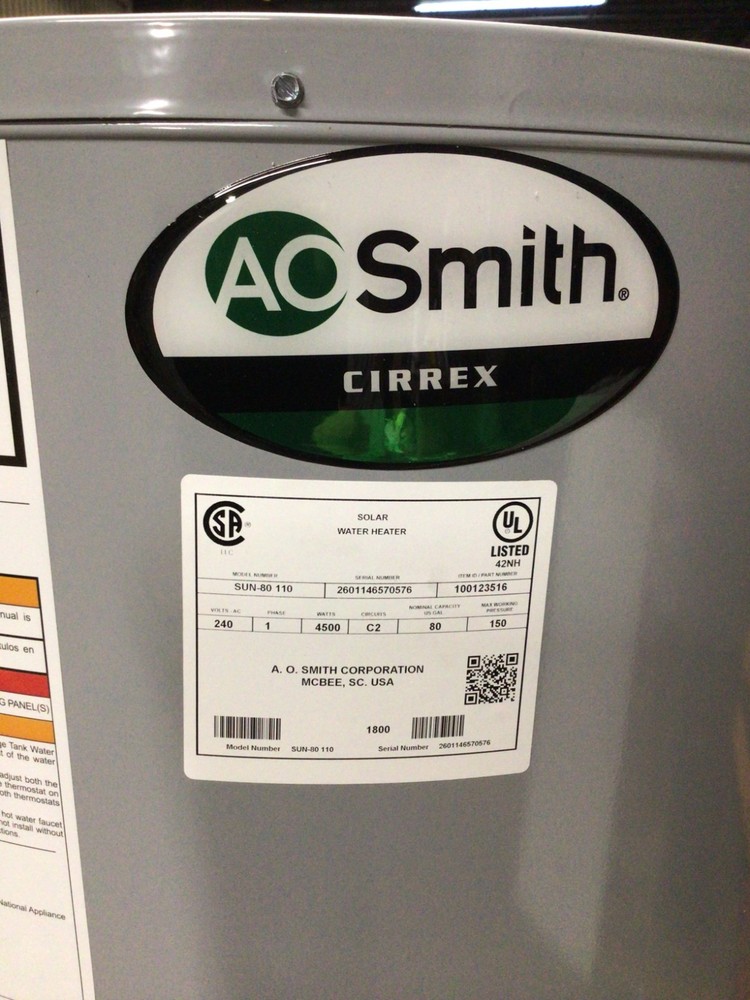 AOSmith®
CIRREX
SA ®
SOLAR
WATER HEATER
UL ®
LISTED
42NH
MODEL NUMBER SERIAL NUMBER ITEM ID / PART NUMBER
SUN-80 110 2601146570576 100123516
VOLTS - AC PHASE WATTS CIRCUITS NOMINAL CAPACITY US GAL. MAX WORKING PRESSURE
240 1 4500 C2 80 150
A. O. SMITH CORPORATION
MCBEE, SC. USA
1800
Model Number SUN-80 110 Serial Number 2601146570576
nual is
ulos en
G PANEL(S)
e Tank Water
t of the water
adjust both the
thermostat on
oth thermostats
hot water faucet
not install without
tions.
National Appliance